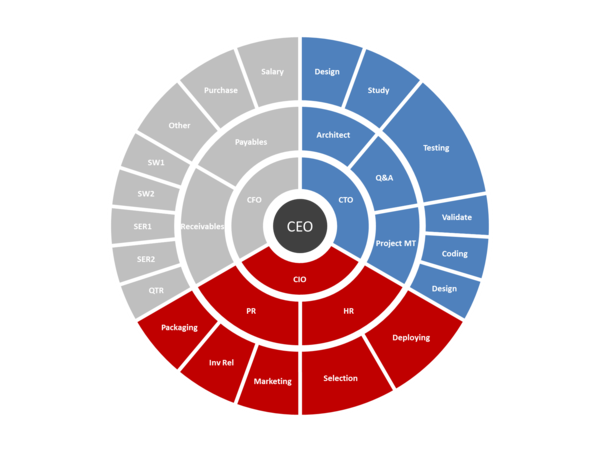 Salary
Design
Purchase
Study
Other
Architect
Payables
Testing
SW1
Q&A
SW2
CFO
CTO
Validate
SER1
Receivables
CEO
Project MT
Coding
SER2
CIO
QTR
Design
PR
HR
Packaging
Deploying
Inv Rel
Marketing
Selection